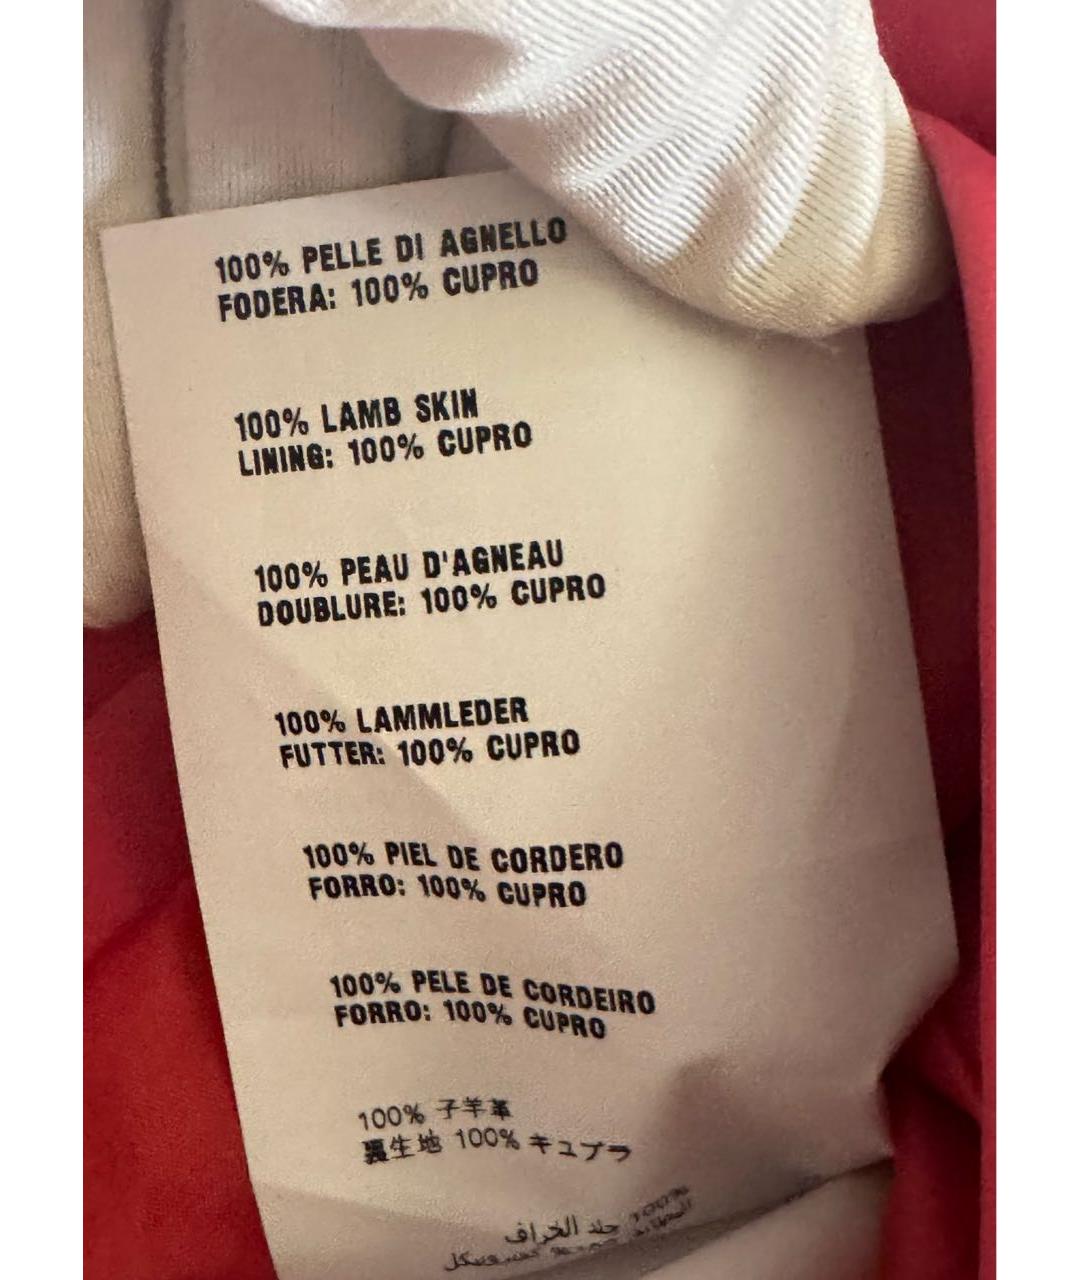 100% PELLE DI AGNELLO
FODERA: 100% CUPRO
100% LAMB SKIN
LINING: 100% CUPRO
100% PEAU D'AGNEAU
DOUBLURE: 100% CUPRO
100% LAMMLEDER
FUTTER: 100% CUPRO
100% PIEL DE CORDERO
FORRO: 100% CUPRO
100% PELE DE CORDEIRO
FORRO: 100% CUPRO
100% 子羊革
裏生地 100% キュプラ
100% جلد الخراف